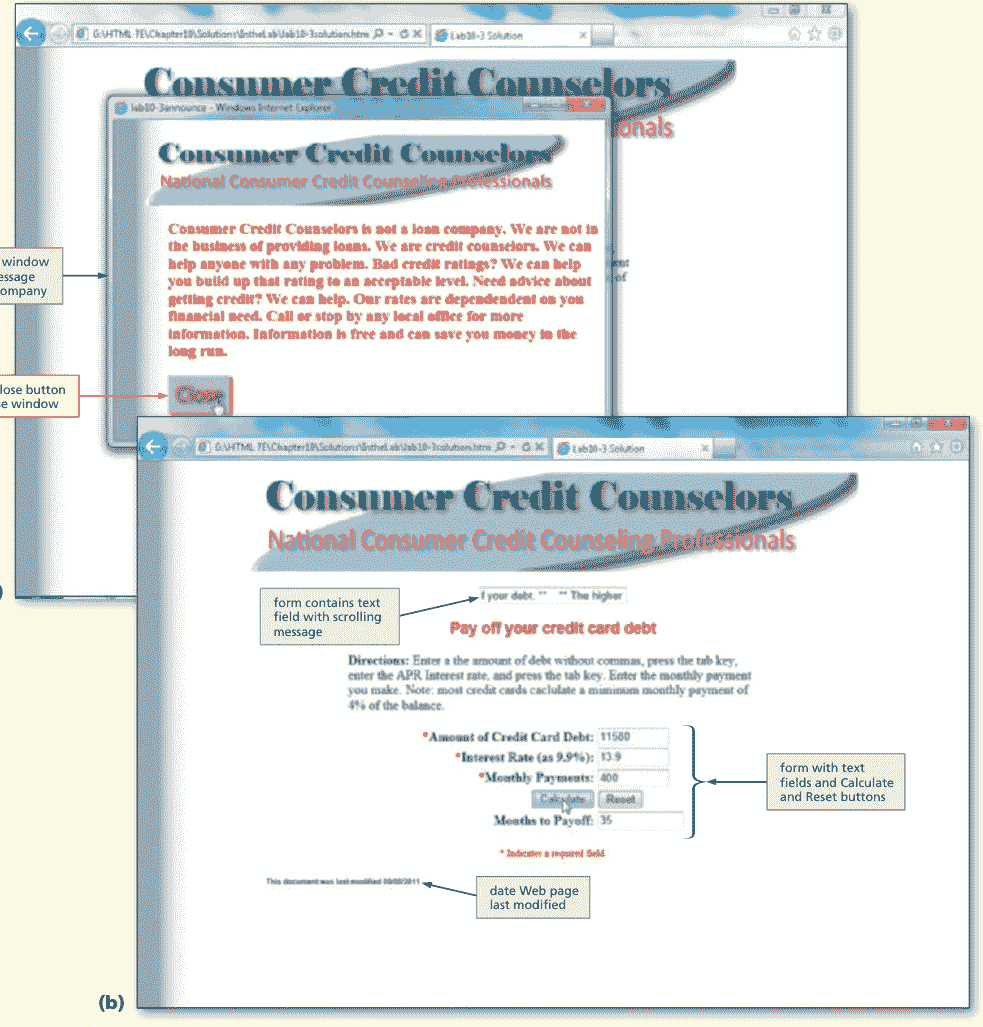 G:\HTML 7E\Chapter10\Solutions\IntheLab\lab10-3solution.htm
Lab10-3 Solution
Consumer Credit Counselors
onals
lab10-3announce - Windows Internet Explorer
Consumer Credit Counselors
National Consumer Credit Counseling Professionals
Consumer Credit Counselors is not a loan company. We are not in
the business of providing loans. We are credit counselors. We can
help anyone with any problem. Bad credit ratings? We can help
you build up that rating to an acceptable level. Need advice about
getting credit? We can help. Our rates are dependendent on you
financial need. Call or stop by any local office for more
information. Information is free and can save you money in the
long run.
Close
window
essage
ompany
lose button
e window
G:\HTML 7E\Chapter10\Solutions\IntheLab\lab10-3solution.htm
Lab10-3 Solution
Consumer Credit Counselors
National Consumer Credit Counseling Professionals
form contains text
field with scrolling
message
f your debt. ** ** The higher
Pay off your credit card debt
Directions: Enter a the amount of debt without commas, press the tab key,
enter the APR Interest rate, and press the tab key. Enter the monthly payment
you make. Note: most credit cards caclulate a minimum monthly payment of
4% of the balance.
*Amount of Credit Card Debt: 11580
*Interest Rate (as 9.9%): 13.9
*Monthly Payments: 400
Calculate Reset
Months to Payoff: 35
* Indicates a required field
form with text
fields and Calculate
and Reset buttons
This document was last modified 09/08/2011
date Web page
last modified
(b)